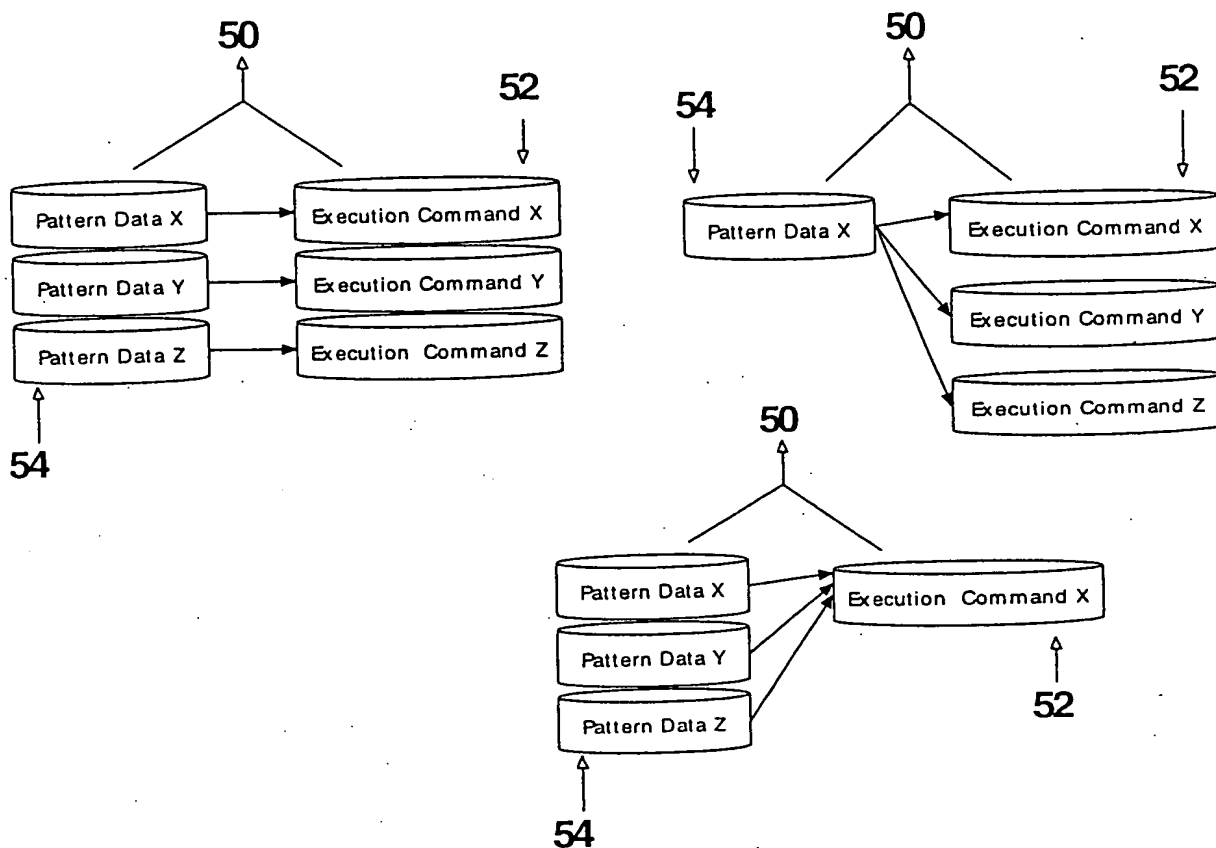 50
52
Pattern Data X
Execution Command X
Pattern Data Y
Execution Command Y
Pattern Data Z
Execution Command Z
54
50
54
52
Pattern Data X
Execution Command X
Execution Command Y
Execution Command Z
50
Pattern Data X
Execution Command X
Pattern Data Y
Pattern Data Z
52
54